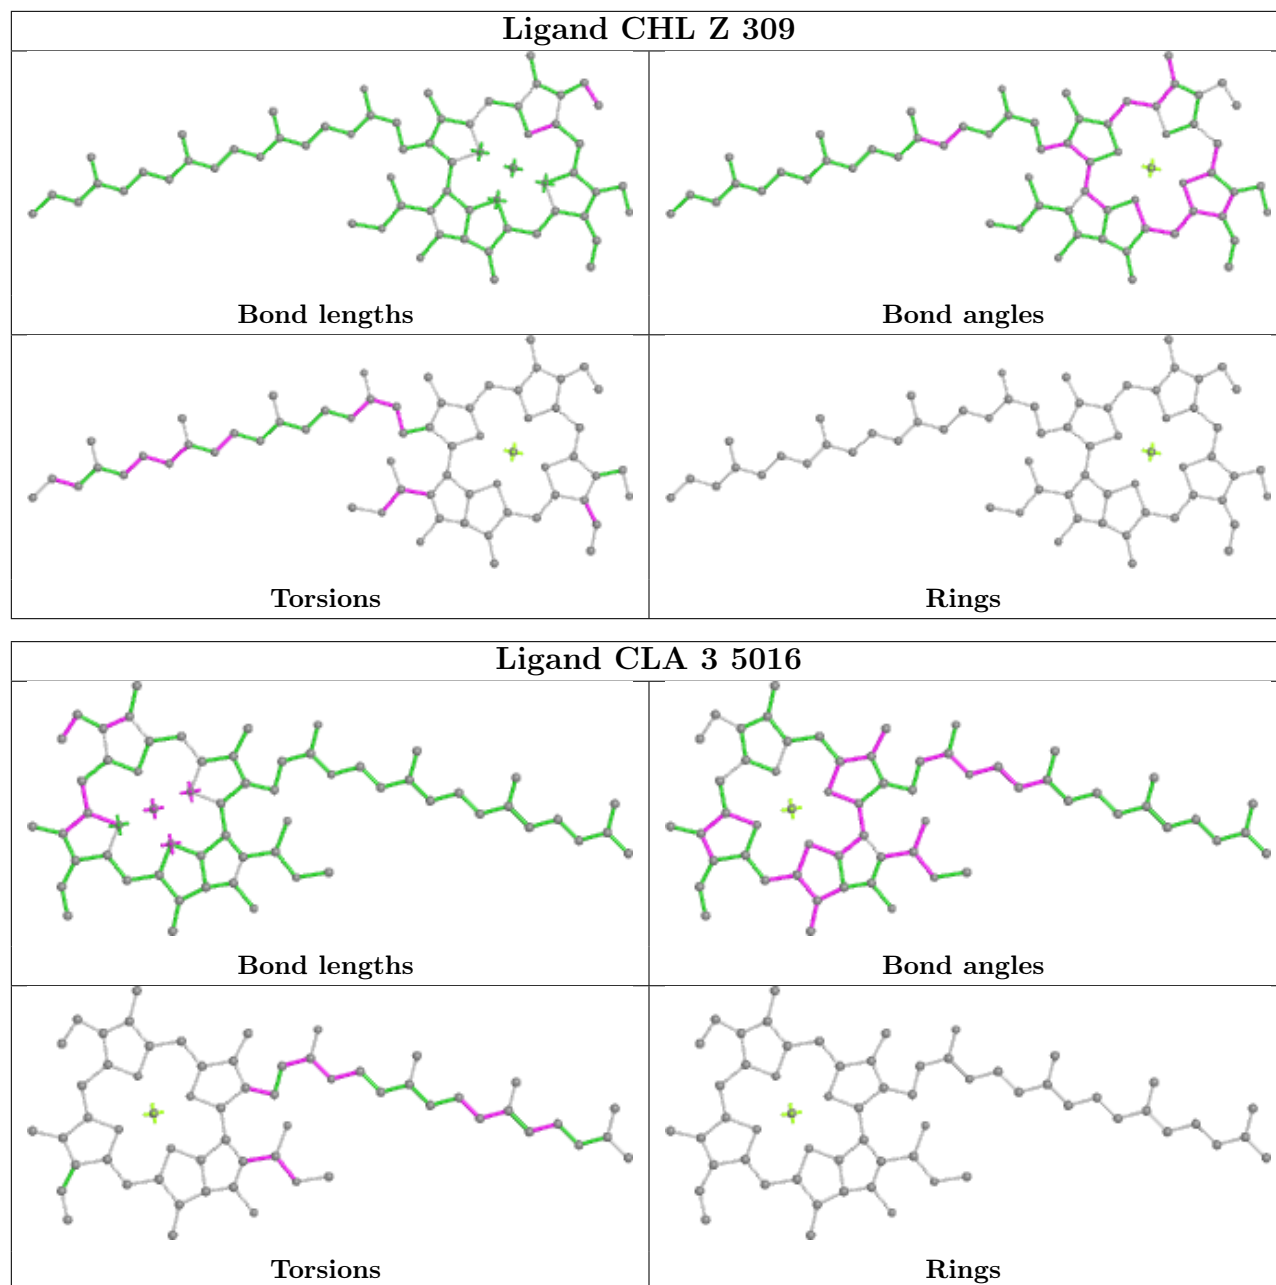 Ligand CHL Z 309
Bond lengths
Bond angles
Torsions
Rings
Ligand CLA 3 5016
Bond lengths
Bond angles
Torsions
Rings